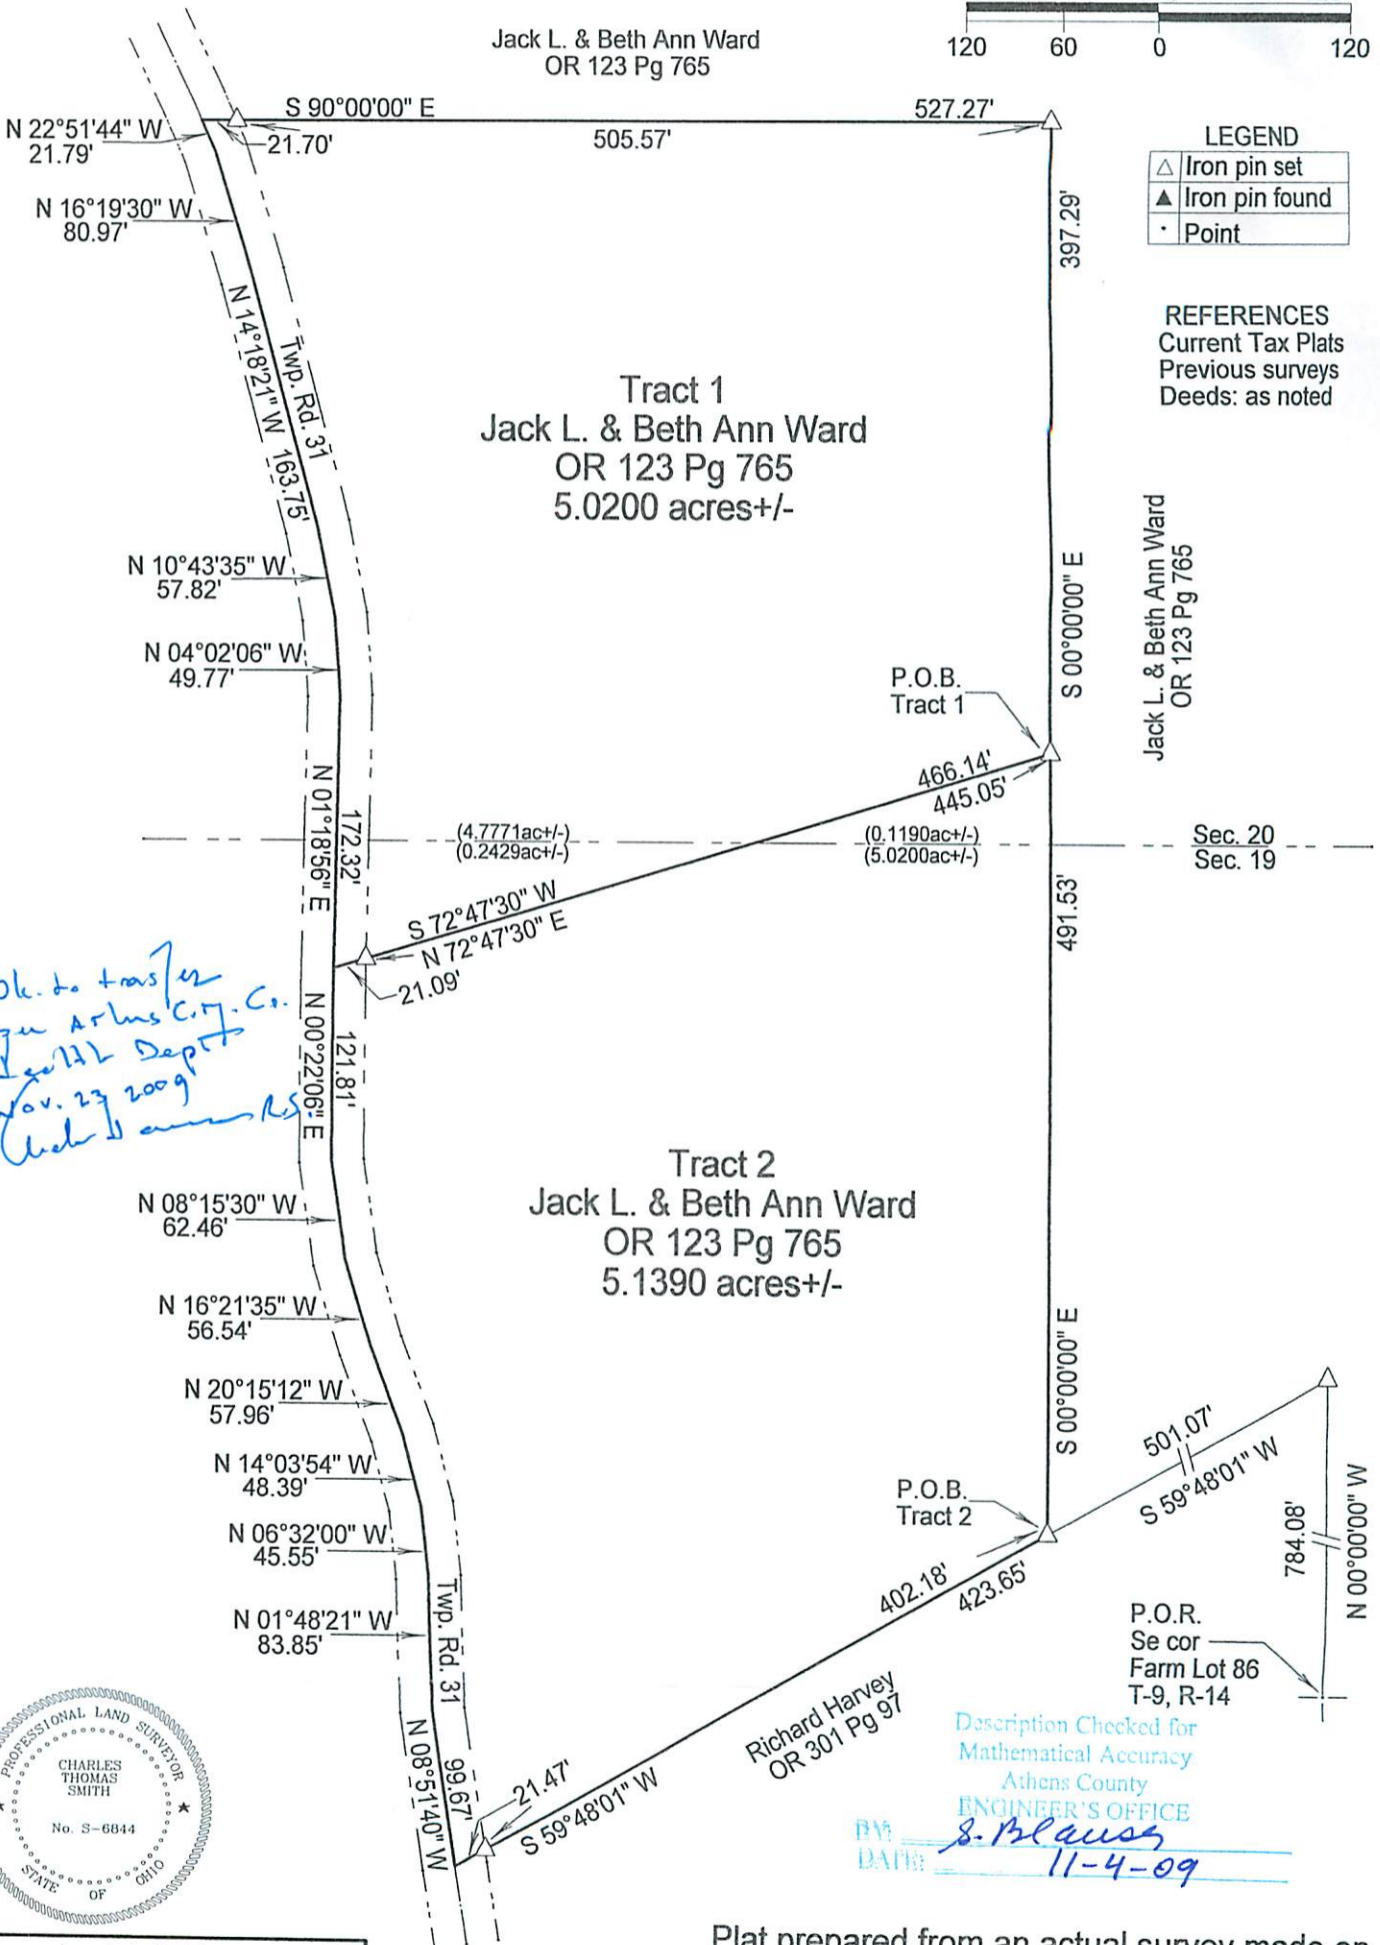 120 60 0 120
Jack L. & Beth Ann Ward
OR 123 Pg 765
S 90°00'00" E
527.27'
21.70'
505.57'
N 22°51'44" W
21.79'
N 16°19'30" W
80.97'
LEGEND
△ Iron pin set
▲ Iron pin found
· Point
397.29'
REFERENCES
Current Tax Plats
Previous surveys
Deeds: as noted
N 14°18'21" W 163.75'
Twp. Rd. 31
Tract 1
Jack L. & Beth Ann Ward
OR 123 Pg 765
5.0200 acres+/-
N 10°43'35" W
57.82'
N 04°02'06" W
49.77'
S 00°00'00" E
Jack L. & Beth Ann Ward
OR 123 Pg 765
P.O.B.
Tract 1
466.14'
445.05'
N 01°18'56" E
172.32'
(4.7771ac+/-)
(0.2429ac+/-)
(0.1190ac+/-)
(5.0200ac+/-)
Sec. 20
Sec. 19
491.53'
S 72°47'30" W
N 72°47'30" E
21.09'
Ok. to
Dept
Nov. 23 2009
R.S.
N 00°22'06" E
121.81'
Tract 2
Jack L. & Beth Ann Ward
OR 123 Pg 765
5.1390 acres+/-
N 08°15'30" W
62.46'
N 16°21'35" W
56.54'
N 20°15'12" W
57.96'
N 14°03'54" W
48.39'
N 06°32'00" W
45.55'
N 01°48'21" W
83.85'
Twp. Rd. 31
N 08°51'40" W
99.67'
S 00°00'00" E
P.O.B.
Tract 2
501.07'
S 59°48'01" W
784.08'
N 00°00'00" W
402.18'
423.65'
P.O.R.
Se cor
Farm Lot 86
T-9, R-14
Richard Harvey
OR 301 Pg 97
21.47'
S 59°48'01" W
PROFESSIONAL LAND SURVEYOR
CHARLES
THOMAS
SMITH
No. S-6844
STATE OF OHIO
Description Checked for
Mathematical Accuracy
Athens County
ENGINEER'S OFFICE
BY:
DATE: 11-4-09
Plat prepared from an actual survey made on